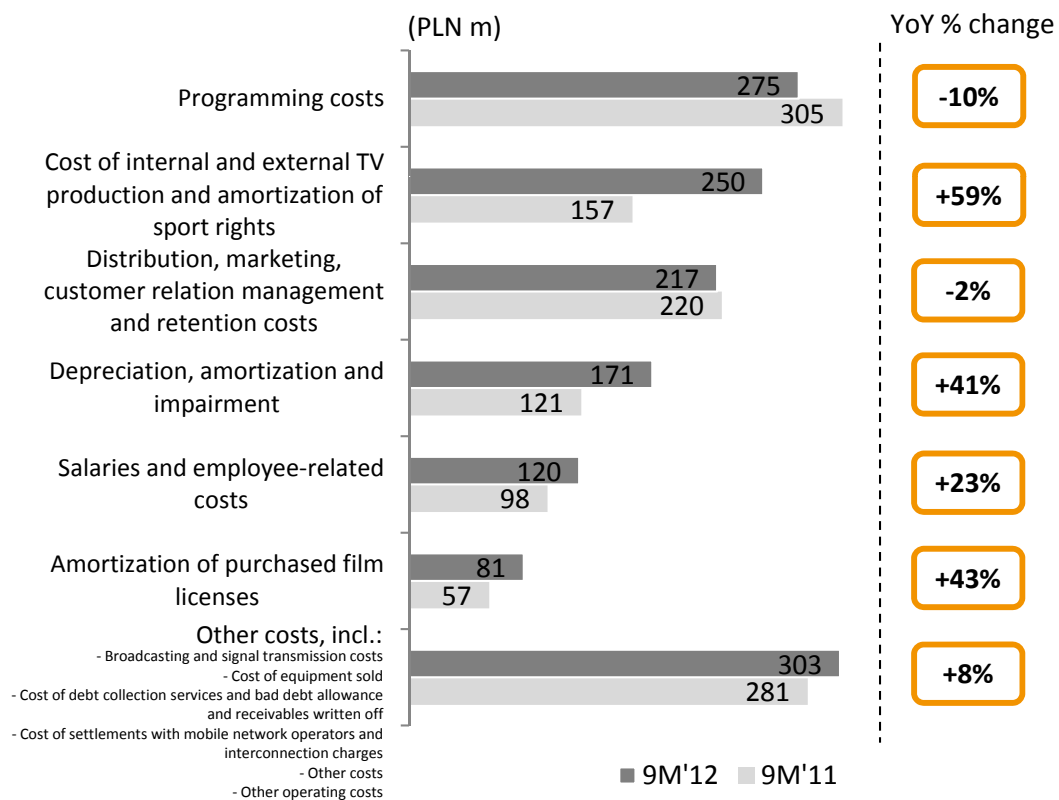 (PLN m)
YoY % change
Programming costs
275
305
-10%
Cost of internal and external TV
production and amortization of
sport rights
250
157
+59%
Distribution, marketing,
customer relation management
and retention costs
217
220
-2%
Depreciation, amortization and
impairment
171
121
+41%
Salaries and employee-related
costs
120
98
+23%
Amortization of purchased film
licenses
81
57
+43%
Other costs, incl.:
- Broadcasting and signal transmission costs
- Cost of equipment sold
- Cost of debt collection services and bad debt allowance
and receivables written off
- Cost of settlements with mobile network operators and
interconnection charges
- Other costs
- Other operating costs
303
281
+8%
9M'12
9M'11